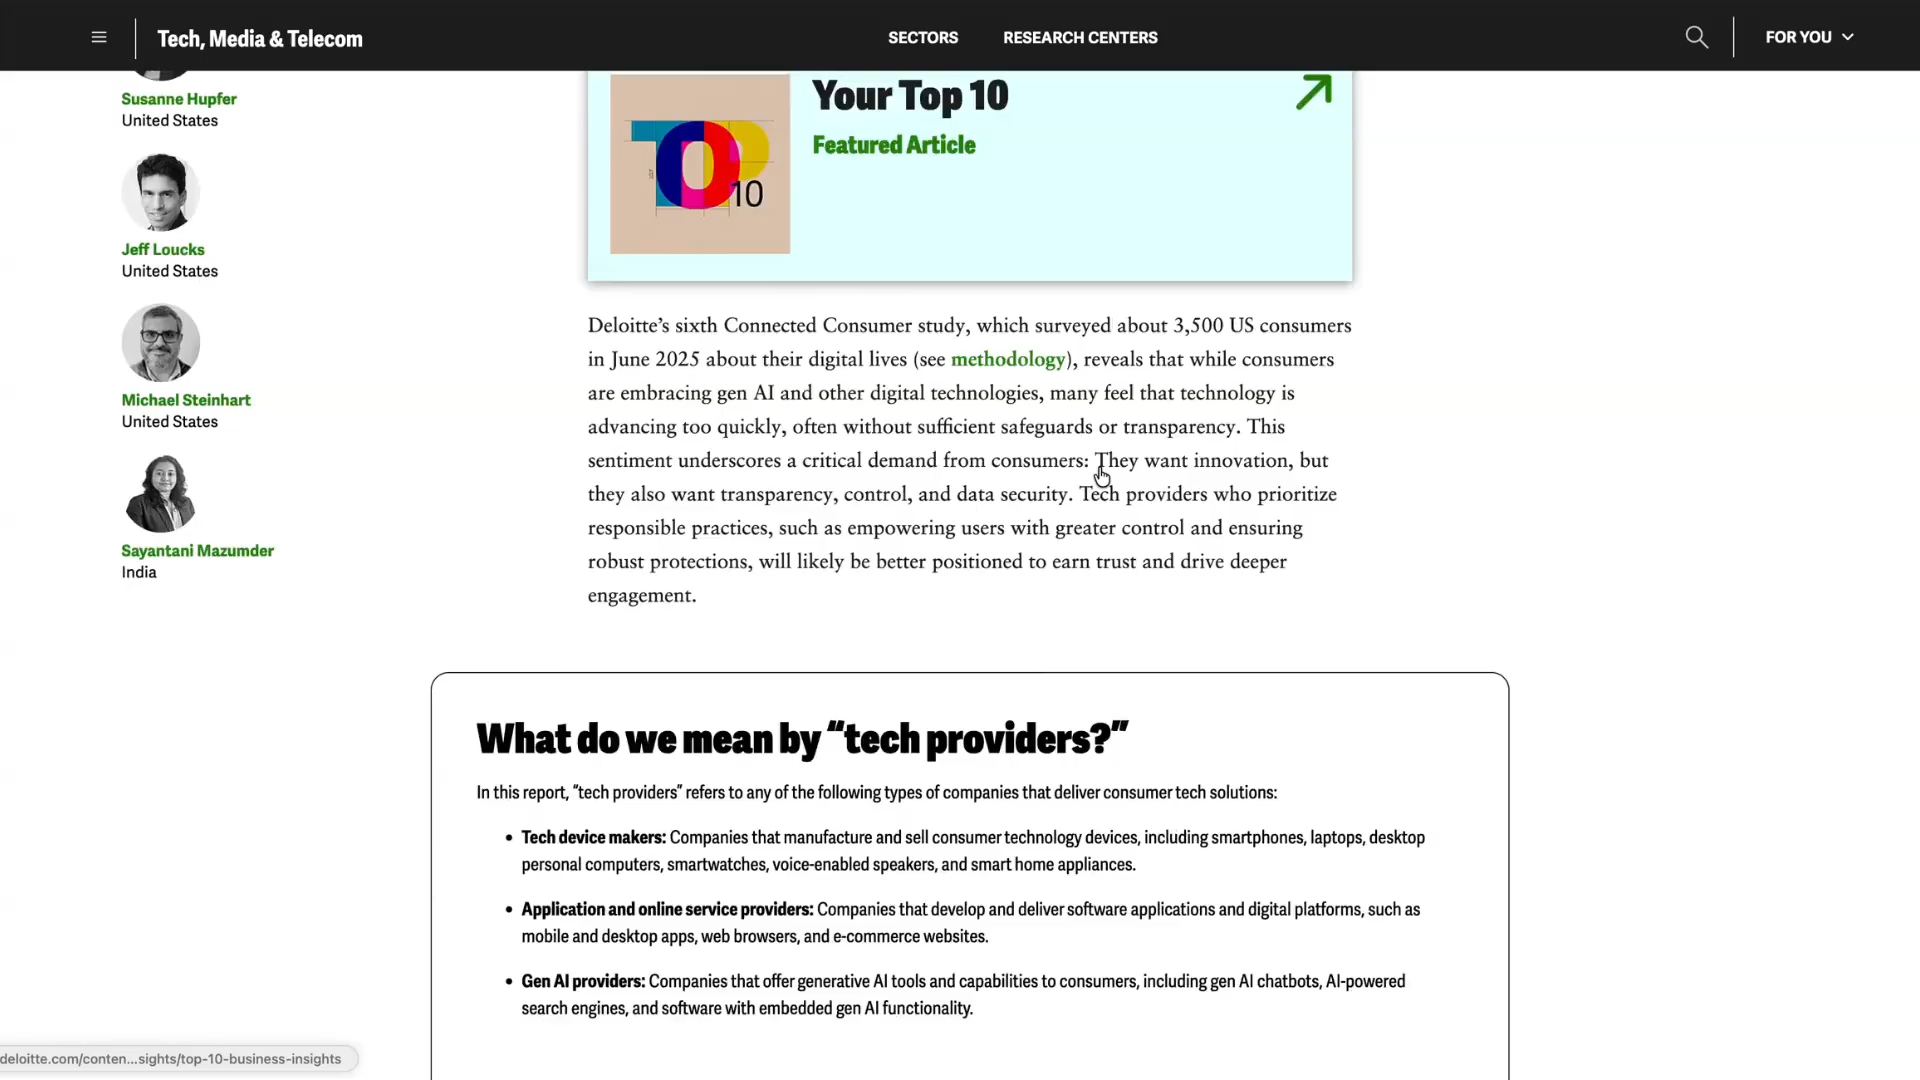 Tech, Media & Telecom
SECTORS
RESEARCH CENTERS
FOR YOU
Susanne Hupfer
United States
Jeff Loucks
United States
Michael Steinhart
United States
Sayantani Mazumder
India
TOP
10
Your Top 10
Featured Article
Deloitte’s sixth Connected Consumer study, which surveyed about 3,500 US consumers
in June 2025 about their digital lives (see methodology), reveals that while consumers
are embracing gen AI and other digital technologies, many feel that technology is
advancing too quickly, often without sufficient safeguards or transparency. This
sentiment underscores a critical demand from consumers: They want innovation, but
they also want transparency, control, and data security. Tech providers who prioritize
responsible practices, such as empowering users with greater control and ensuring
robust protections, will likely be better positioned to earn trust and drive deeper
engagement.
What do we mean by “tech providers?”
In this report, “tech providers” refers to any of the following types of companies that deliver consumer tech solutions:
• Tech device makers: Companies that manufacture and sell consumer technology devices, including smartphones, laptops, desktop
personal computers, smartwatches, voice-enabled speakers, and smart home appliances.
• Application and online service providers: Companies that develop and deliver software applications and digital platforms, such as
mobile and desktop apps, web browsers, and e-commerce websites.
• Gen AI providers: Companies that offer generative AI tools and capabilities to consumers, including gen AI chatbots, AI-powered
search engines, and software with embedded gen AI functionality.
deloitte.com/conten...sights/top-10-business-insights